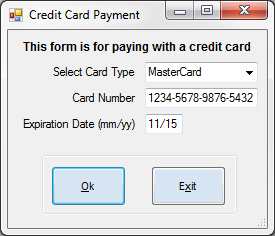 Credit Card Payment
This form is for paying with a credit card
Select Card Type MasterCard
Card Number 1234-5678-9876-5432
Expiration Date (mm/yy) 11/15
Ok Exit